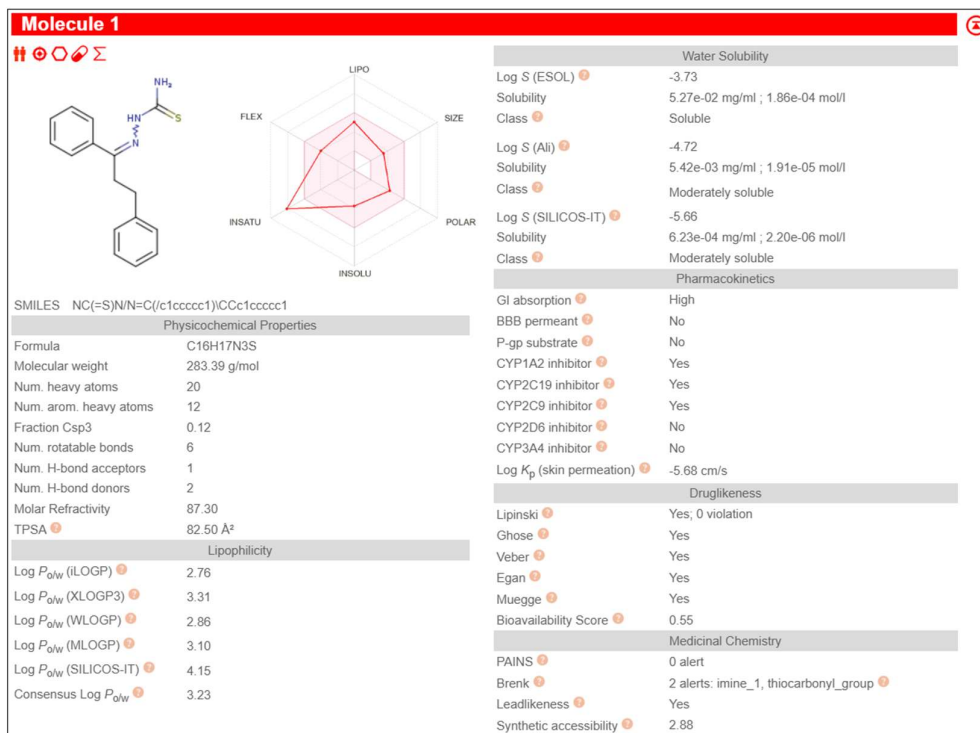 Molecule 1
LIPO
SIZE
POLAR
INSOLU
INSATU
FLEX
NH₂
HN
S
N
SMILES NC(=S)N/N=C(/c1ccccc1)\CCc1ccccc1
Physicochemical Properties
Formula C16H17N3S
Molecular weight 283.39 g/mol
Num. heavy atoms 20
Num. arom. heavy atoms 12
Fraction Csp3 0.12
Num. rotatable bonds 6
Num. H-bond acceptors 1
Num. H-bond donors 2
Molar Refractivity 87.30
TPSA ? 82.50 Å²
Lipophilicity
Log Po/w (iLOGP) ? 2.76
Log Po/w (XLOGP3) ? 3.31
Log Po/w (WLOGP) ? 2.86
Log Po/w (MLOGP) ? 3.10
Log Po/w (SILICOS-IT) ? 4.15
Consensus Log Po/w ? 3.23
Water Solubility
Log S (ESOL) ? -3.73
Solubility 5.27e-02 mg/ml ; 1.86e-04 mol/l
Class ? Soluble
Log S (Ali) ? -4.72
Solubility 5.42e-03 mg/ml ; 1.91e-05 mol/l
Class ? Moderately soluble
Log S (SILICOS-IT) ? -5.66
Solubility 6.23e-04 mg/ml ; 2.20e-06 mol/l
Class ? Moderately soluble
Pharmacokinetics
GI absorption ? High
BBB permeant ? No
P-gp substrate ? No
CYP1A2 inhibitor ? Yes
CYP2C19 inhibitor ? Yes
CYP2C9 inhibitor ? Yes
CYP2D6 inhibitor ? No
CYP3A4 inhibitor ? No
Log Kp (skin permeation) ? -5.68 cm/s
Druglikeness
Lipinski ? Yes; 0 violation
Ghose ? Yes
Veber ? Yes
Egan ? Yes
Muegge ? Yes
Bioavailability Score ? 0.55
Medicinal Chemistry
PAINS ? 0 alert
Brenk ? 2 alerts: imine_1, thiocarbonyl_group ?
Leadlikeness ? Yes
Synthetic accessibility ? 2.88